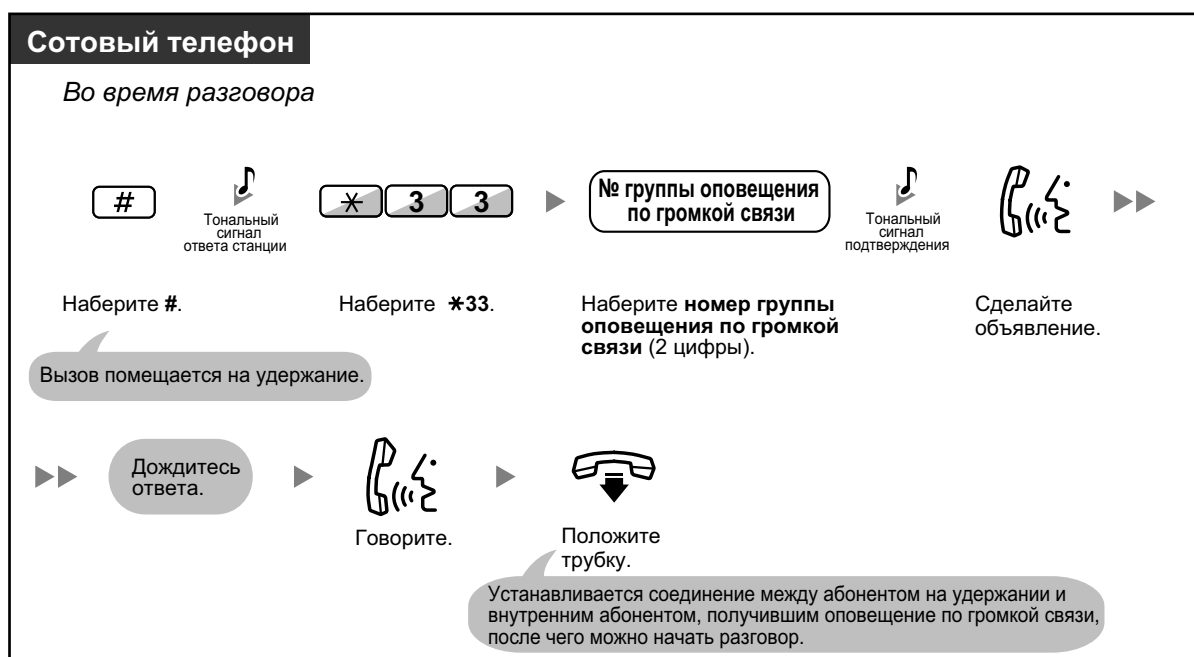 Сотовый телефон
Во время разговора
#
Тональный
сигнал
ответа станции
✳ 3 3
№ группы оповещения
по громкой связи
Тональный
сигнал
подтверждения
Наберите #.
Наберите ✳33.
Наберите номер группы
оповещения по громкой
связи (2 цифры).
Сделайте
объявление.
Вызов помещается на удержание.
Дождитесь
ответа.
Говорите.
Положите
трубку.
Устанавливается соединение между абонентом на удержании и
внутренним абонентом, получившим оповещение по громкой связи,
после чего можно начать разговор.